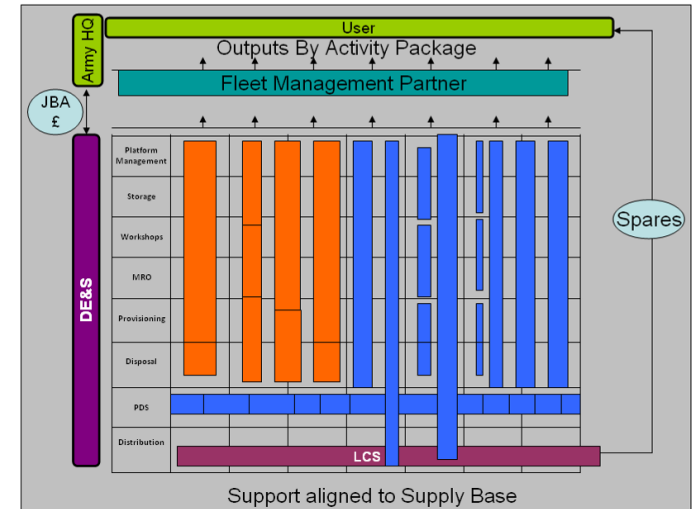 User
Army HQ
Outputs By Activity Package
Fleet Management Partner
JBA
£
Platform
Management
Storage
Workshops
MRO
Provisioning
Disposal
PDS
Distribution
DE&S
Spares
LCS
Support aligned to Supply Base